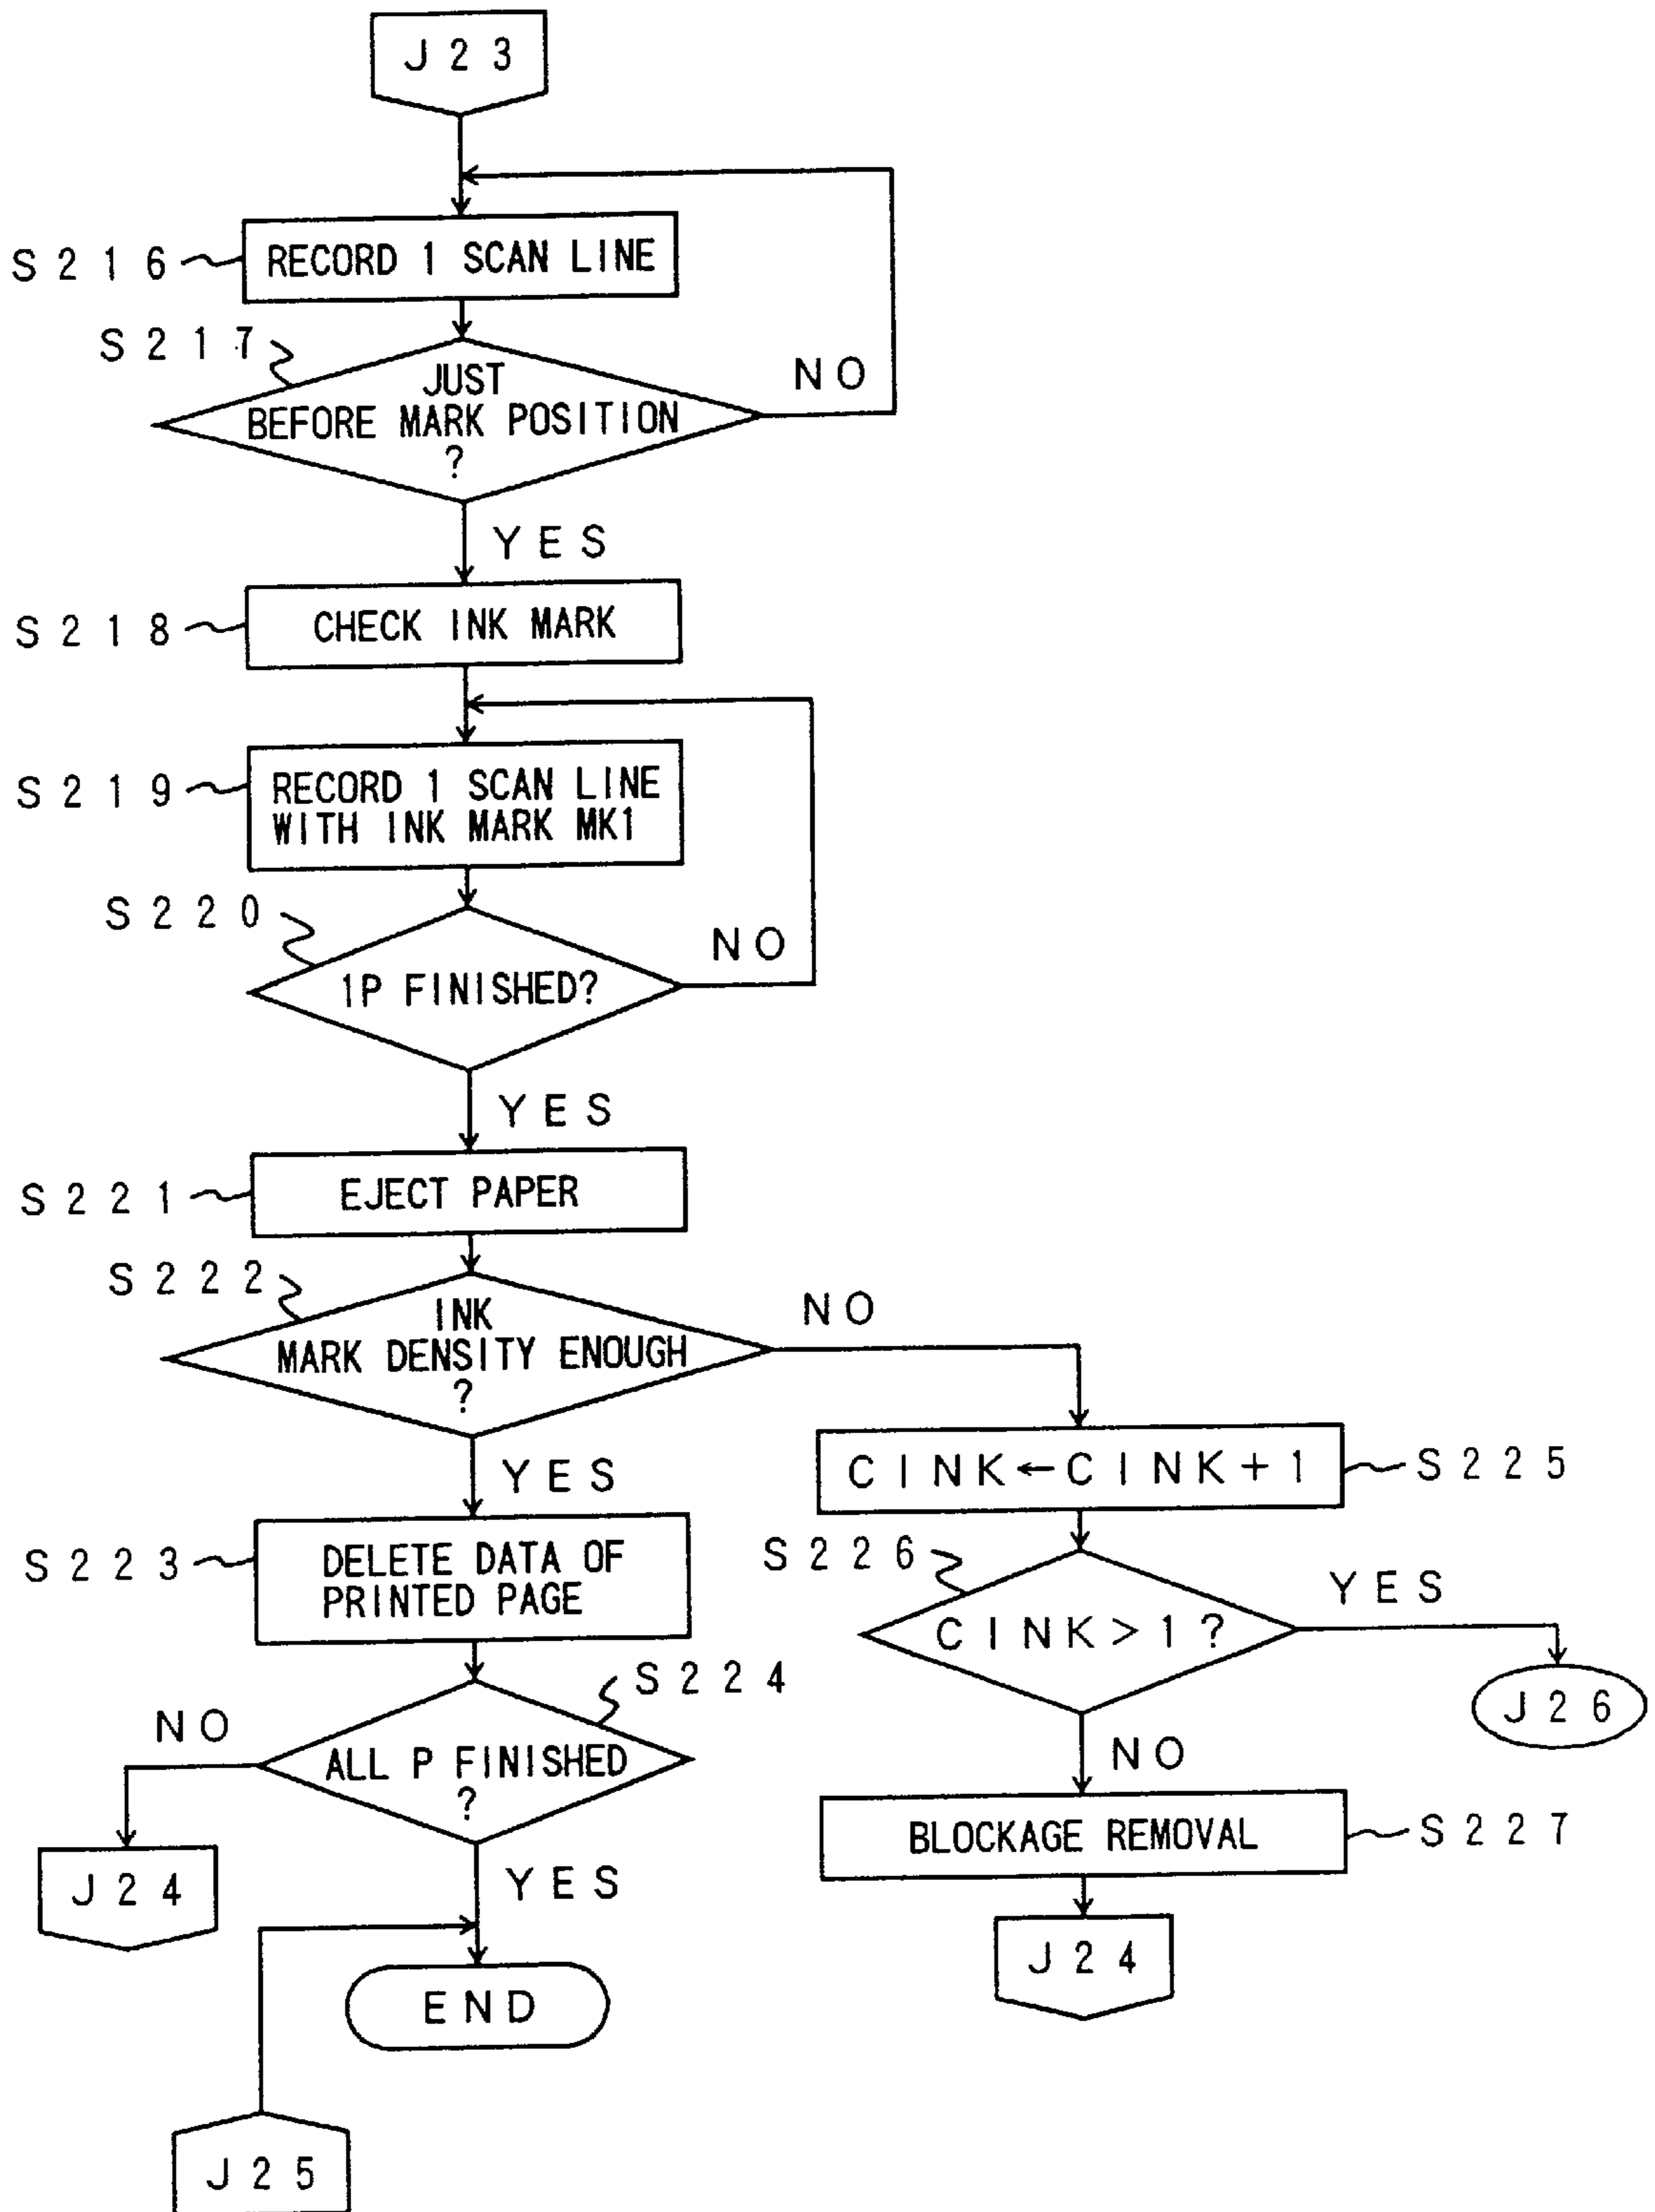 J23
S216
RECORD 1 SCAN LINE
S217
JUST
BEFORE MARK POSITION
?
NO
YES
S218
CHECK INK MARK
S219
RECORD 1 SCAN LINE
WITH INK MARK MK1
S220
1P FINISHED?
NO
YES
S221
EJECT PAPER
S222
INK
MARK DENSITY ENOUGH
?
NO
YES
S223
DELETE DATA OF
PRINTED PAGE
S224
ALL P FINISHED
?
NO
J24
YES
END
J25
CINK←CINK+1
S225
S226
CINK>1?
YES
J26
NO
BLOCKAGE REMOVAL
S227
J24